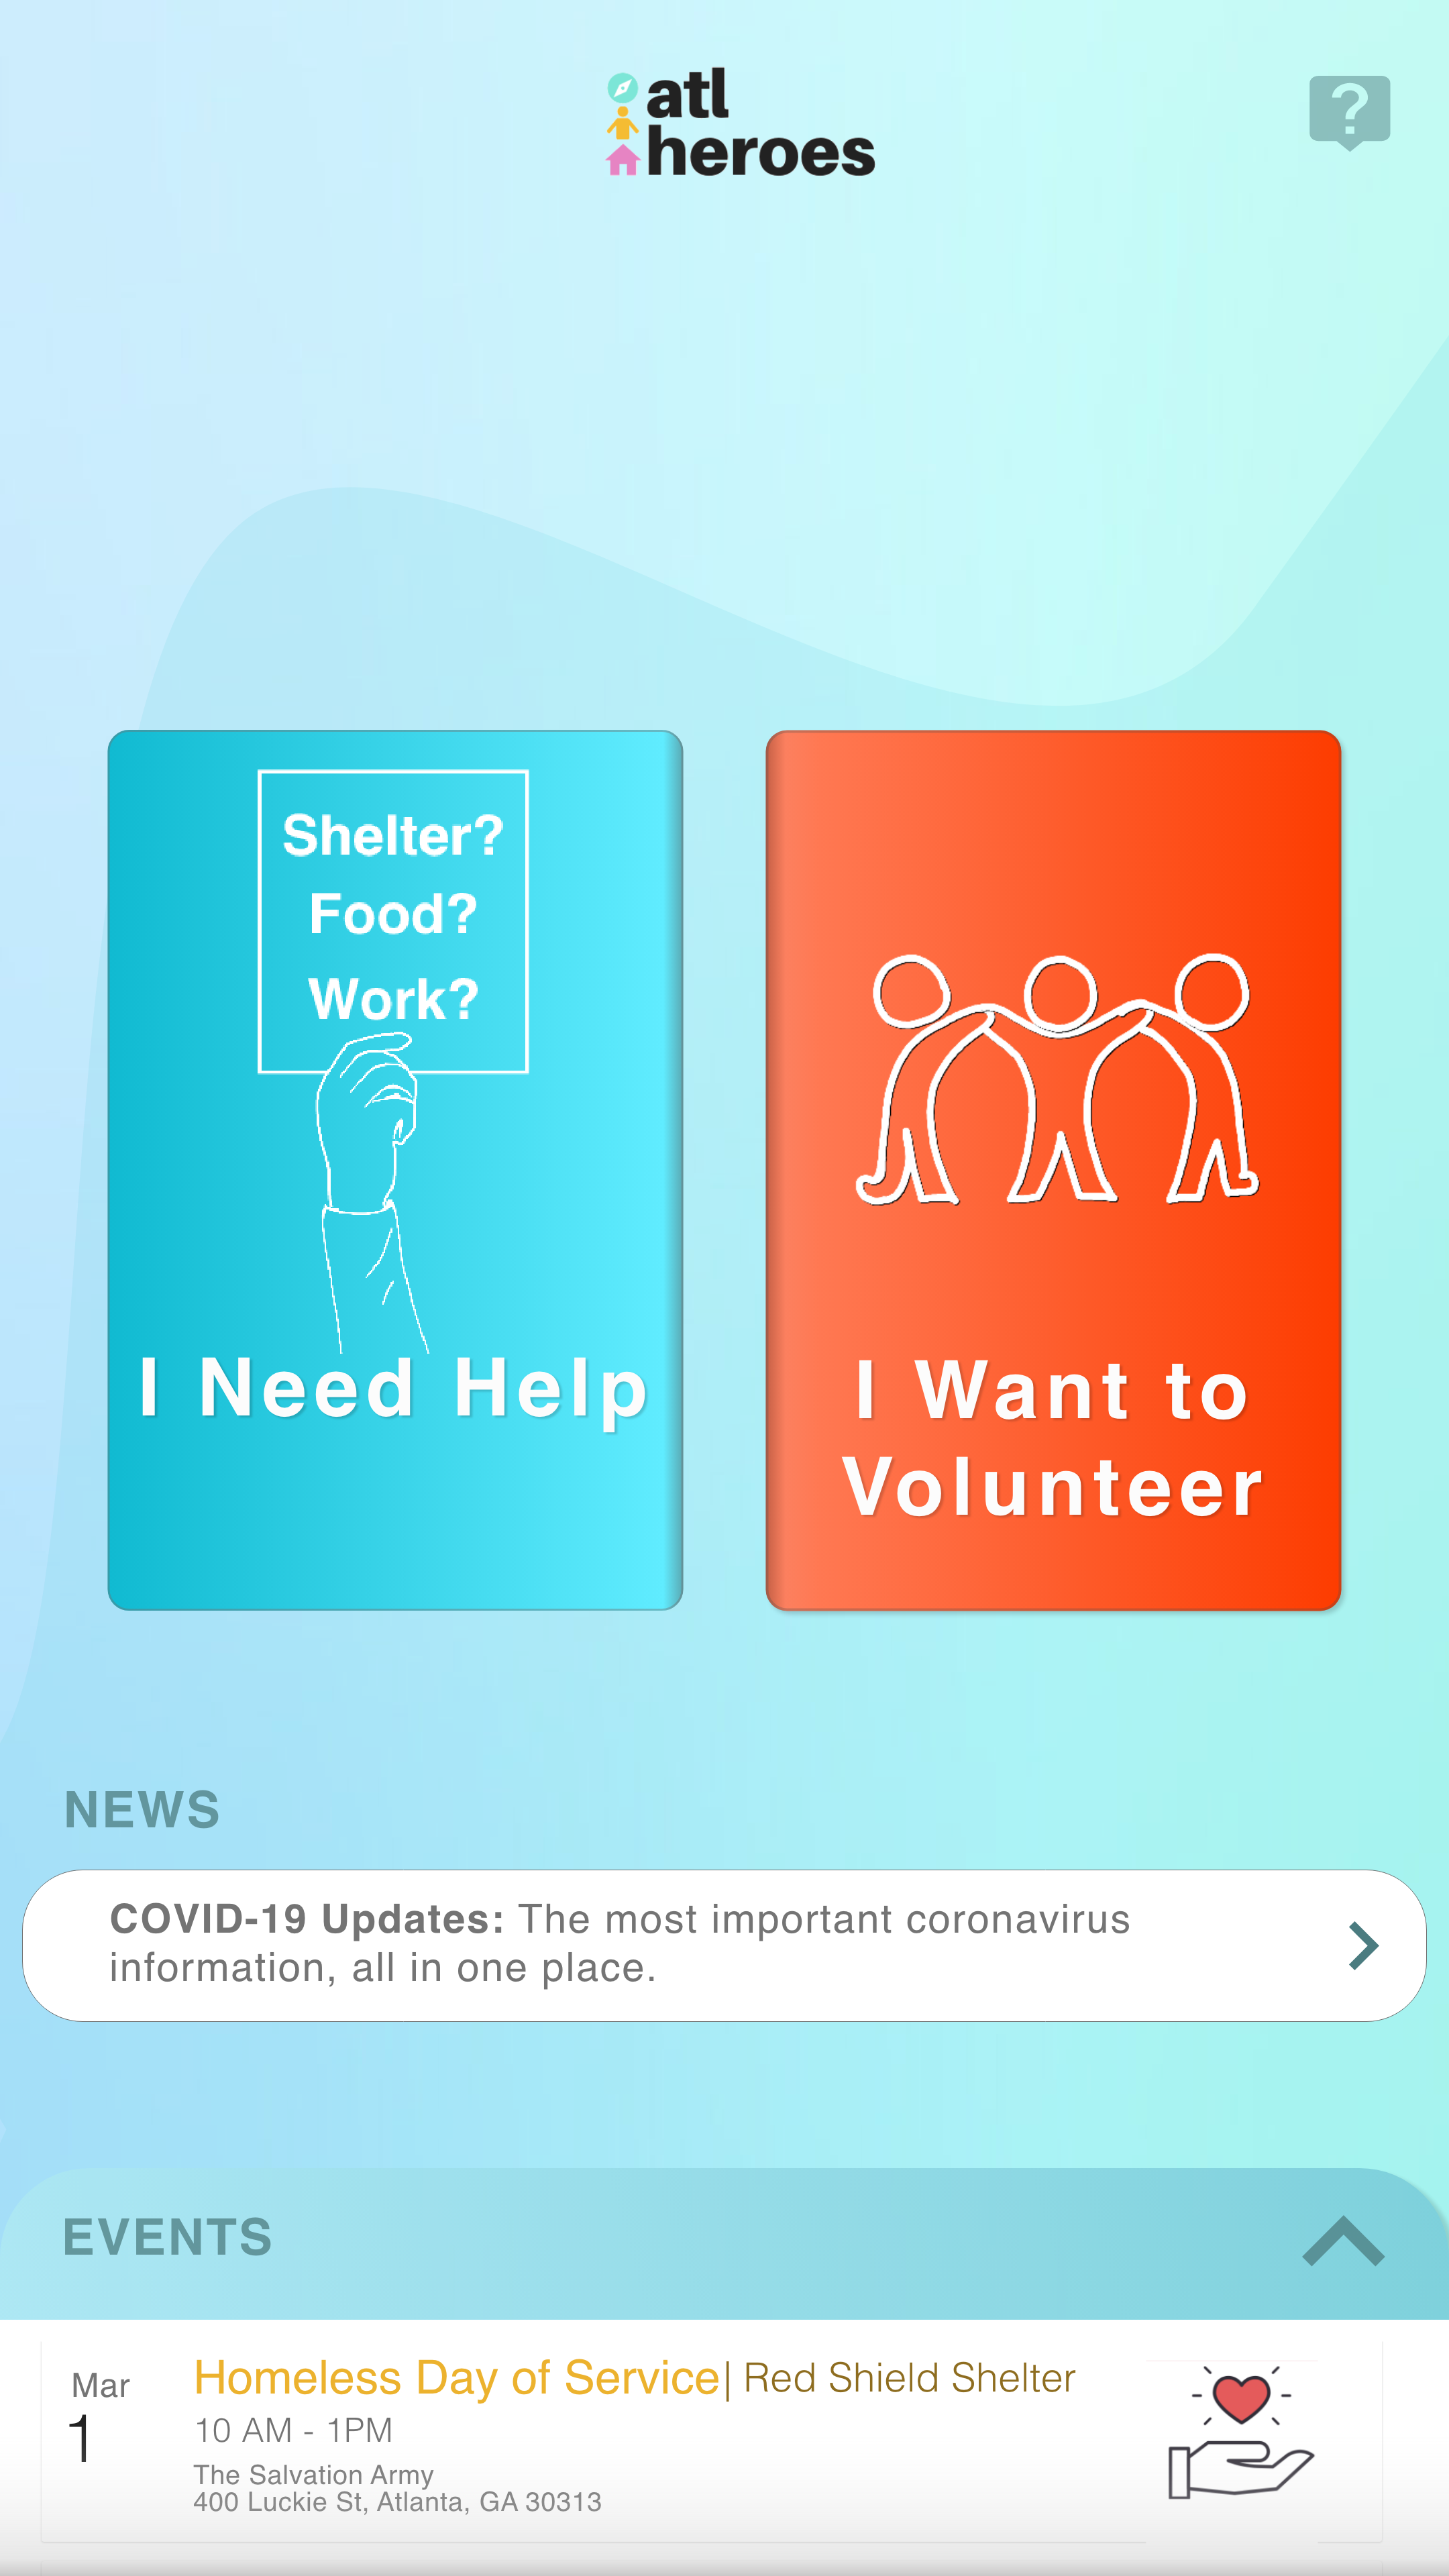 atl
heroes
?
Shelter?
Food?
Work?
I Need Help
I Want to
Volunteer
NEWS
COVID-19 Updates: The most important coronavirus
information, all in one place.
EVENTS
Mar
1
Homeless Day of Service| Red Shield Shelter
10 AM - 1PM
The Salvation Army
400 Luckie St, Atlanta, GA 30313